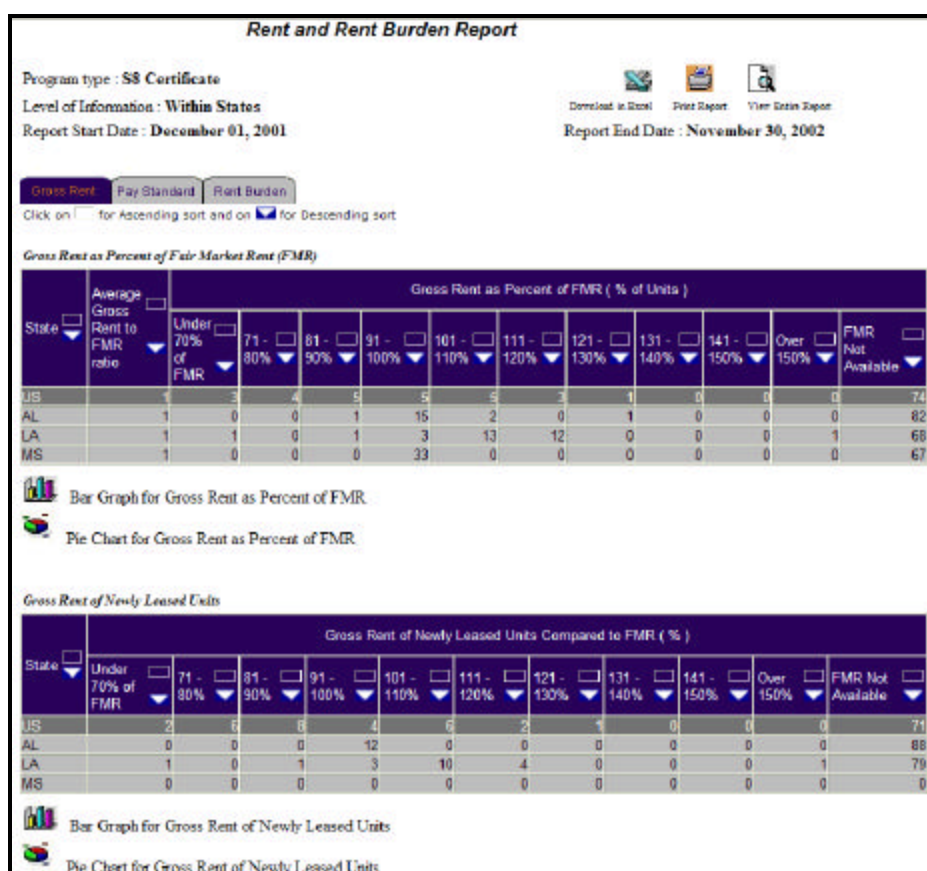 Rent and Rent Burden Report
Program type : S8 Certificate
Level of Information : Within States
Report Start Date : December 01, 2001
Download in Excel Print Report View Entire Report
Report End Date : November 30, 2002
Gross Rent Pay Standard Rent Burden
Click on for Ascending sort and on for Descending sort
Gross Rent as Percent of Fair Market Rent (FMR)
State Average Gross Rent to FMR ratio Gross Rent as Percent of FMR ( % of Units )
Under 70% of FMR 71 - 80% 81 - 90% 91 - 100% 101 - 110% 111 - 120% 121 - 130% 131 - 140% 141 - 150% Over 150% FMR Not Available
US 1 3 4 5 5 5 3 1 0 0 0 74
AL 1 0 0 1 15 2 0 1 0 0 0 82
LA 1 1 0 1 3 13 12 0 0 0 1 68
MS 1 0 0 0 33 0 0 0 0 0 0 67
Bar Graph for Gross Rent as Percent of FMR
Pie Chart for Gross Rent as Percent of FMR
Gross Rent of Newly Leased Units
State Gross Rent of Newly Leased Units Compared to FMR ( % )
Under 70% of FMR 71 - 80% 81 - 90% 91 - 100% 101 - 110% 111 - 120% 121 - 130% 131 - 140% 141 - 150% Over 150% FMR Not Available
US 2 6 8 4 6 2 1 0 0 0 71
AL 0 0 0 12 0 0 0 0 0 0 88
LA 1 0 1 3 10 4 0 0 0 1 79
MS 0 0 0 0 0 0 0 0 0 0 0
Bar Graph for Gross Rent of Newly Leased Units
Pie Chart for Gross Rent of Newly Leased Units